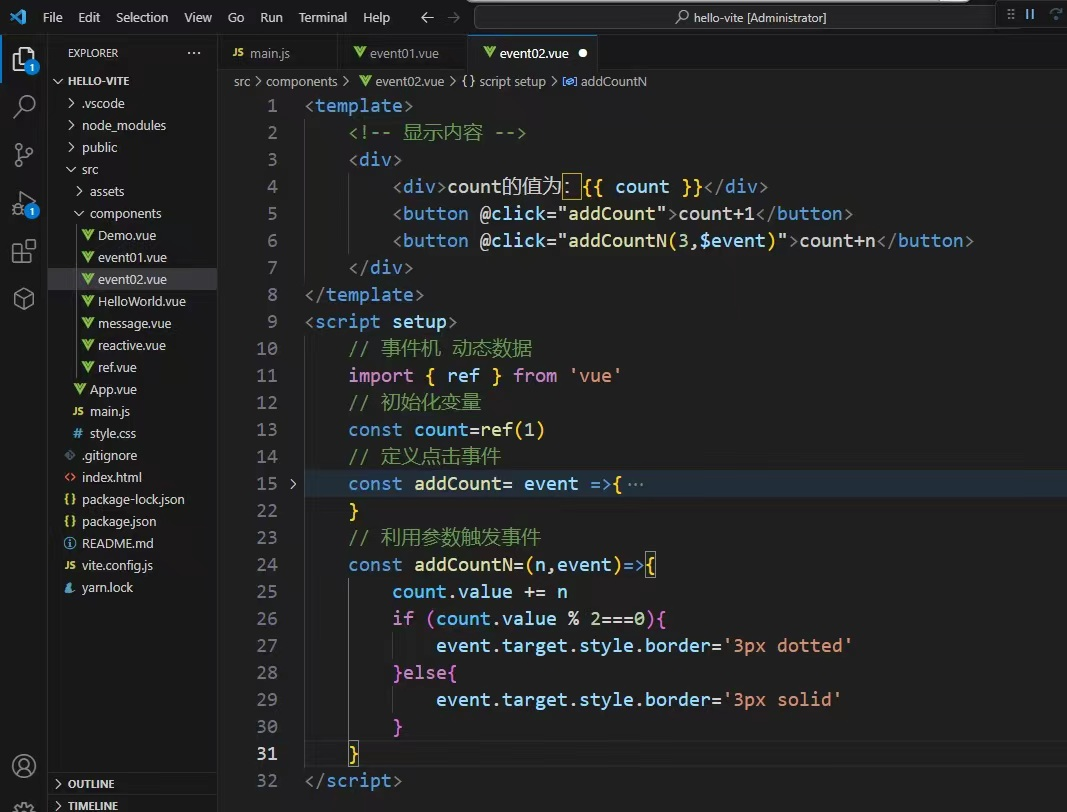 File Edit Selection View Go Run Terminal Help
hello-vite [Administrator]
EXPLORER
HELLO-VITE
.vscode
node_modules
public
src
assets
components
Demo.vue
event01.vue
event02.vue
HelloWorld.vue
message.vue
reactive.vue
ref.vue
App.vue
main.js
style.css
.gitignore
index.html
package-lock.json
package.json
README.md
vite.config.js
yarn.lock
OUTLINE
TIMELINE
1
1
JS main.js event01.vue event02.vue
src > components > event02.vue > {} script setup > addCountN
1 <template>
2 <!-- 显示内容 -->
3 <div>
4 <div>count的值为：{{ count }}</div>
5 <button @click="addCount">count+1</button>
6 <button @click="addCountN(3,$event)">count+n</button>
7 </div>
8 </template>
9 <script setup>
10 // 事件机 动态数据
11 import { ref } from 'vue'
12 // 初始化变量
13 const count=ref(1)
14 // 定义点击事件
15 const addCount= event =>{ ···
22 }
23 // 利用参数触发事件
24 const addCountN=(n,event)=>{
25 count.value += n
26 if (count.value % 2===0){
27 event.target.style.border='3px dotted'
28 }else{
29 event.target.style.border='3px solid'
30 }
31 }
32 </script>